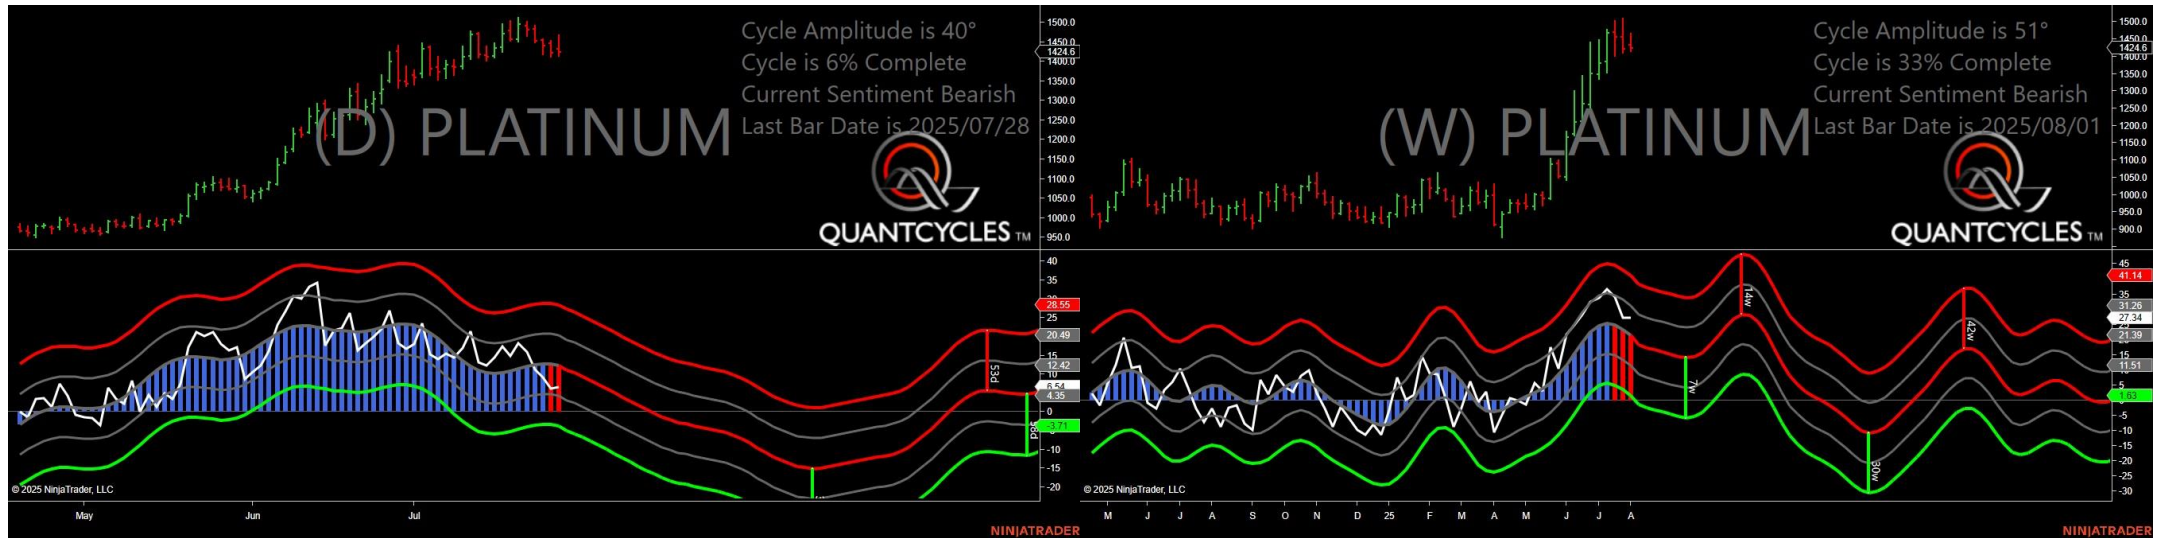 Cycle Amplitude is 40°
Cycle is 6% Complete
Current Sentiment Bearish
Last Bar Date is 2025/07/28
(D) PLATINUM
QUANTCYCLES TM
1500.0
1450.0
1424.6
1400.0
1350.0
1300.0
1250.0
1200.0
1150.0
1100.0
1050.0
1000.0
950.0
40
35
28.55
25
20.49
15
12.42
10
6.54
4.35
0
-3.71
-10
-15
-20
53d
58d
© 2025 NinjaTrader, LLC
May Jun Jul
NINJATRADER
Cycle Amplitude is 51°
Cycle is 33% Complete
Current Sentiment Bearish
Last Bar Date is 2025/08/01
(W) PLATINUM
QUANTCYCLES TM
1500.0
1450.0
1424.6
1400.0
1350.0
1300.0
1250.0
1200.0
1150.0
1100.0
1050.0
1000.0
950.0
900.0
45
41.14
35
31.26
27.34
25
21.39
15
11.51
5
1.63
-5
-10
-15
-20
-25
-30
7w
14w
30w
42w
© 2025 NinjaTrader, LLC
M J J A S O N D 25 F M A M J J A
NINJATRADER